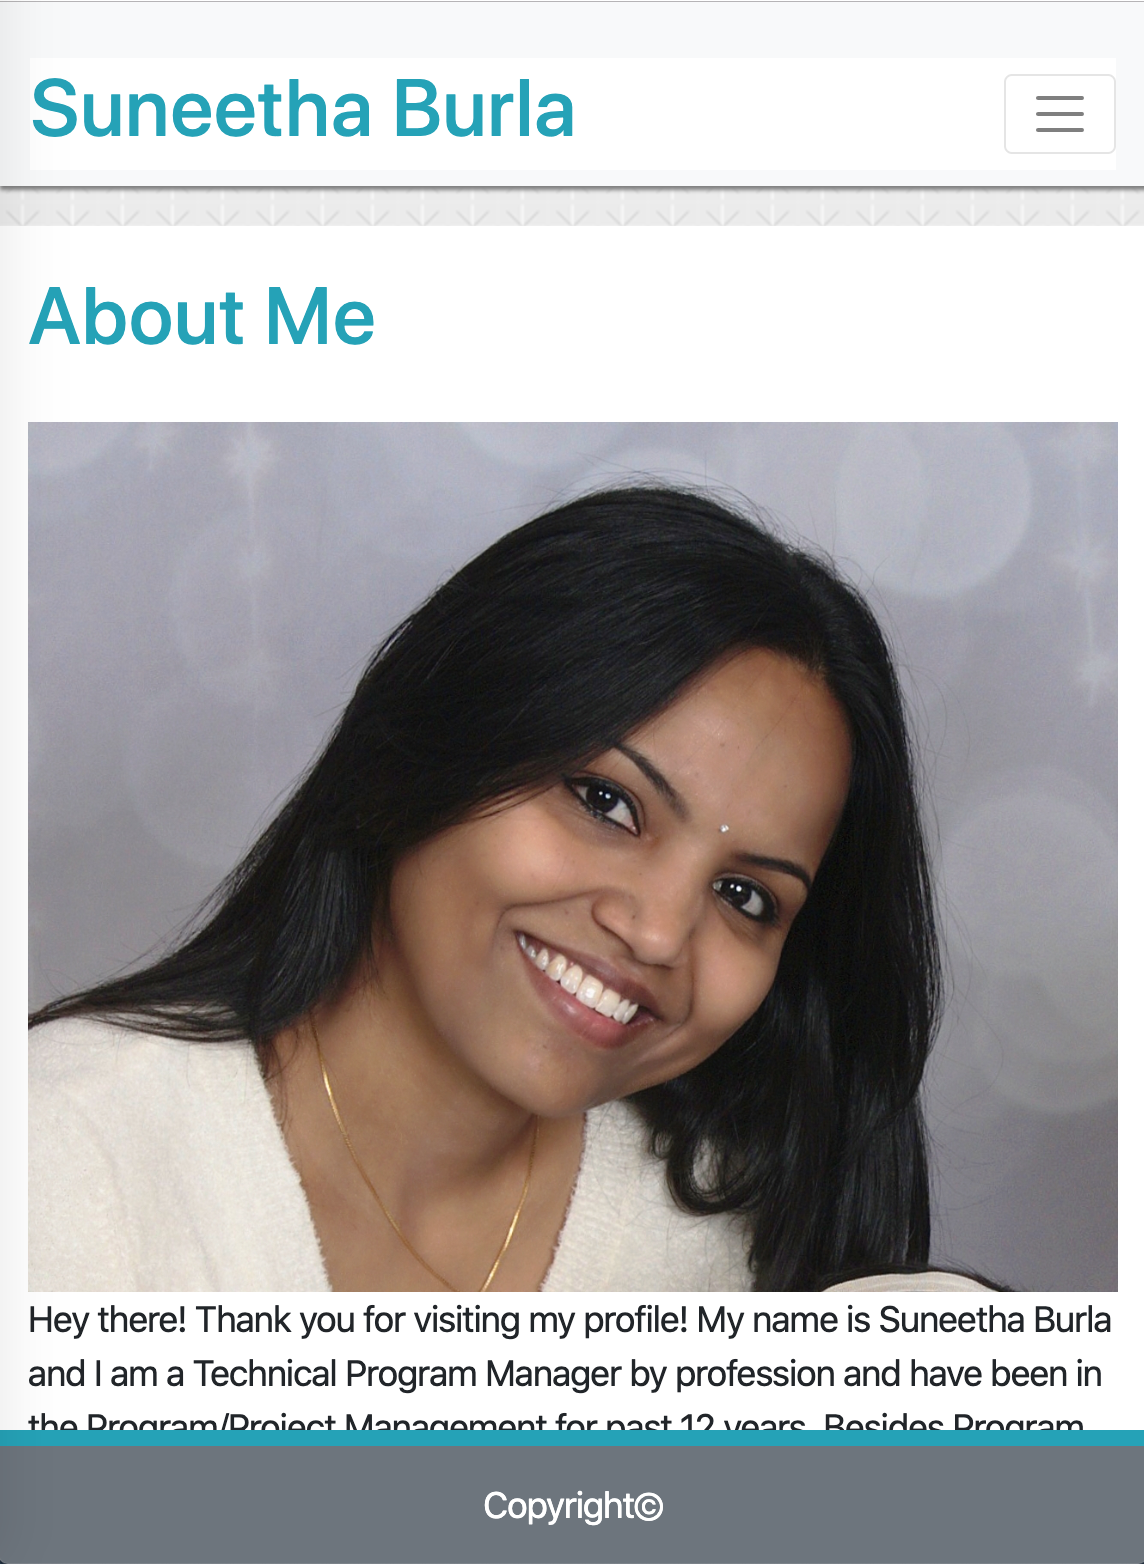 Suneetha Burla
About Me
Hey there! Thank you for visiting my profile! My name is Suneetha Burla
and I am a Technical Program Manager by profession and have been in
the Program/Project Management for past 12 years. Besides Program
Copyright©